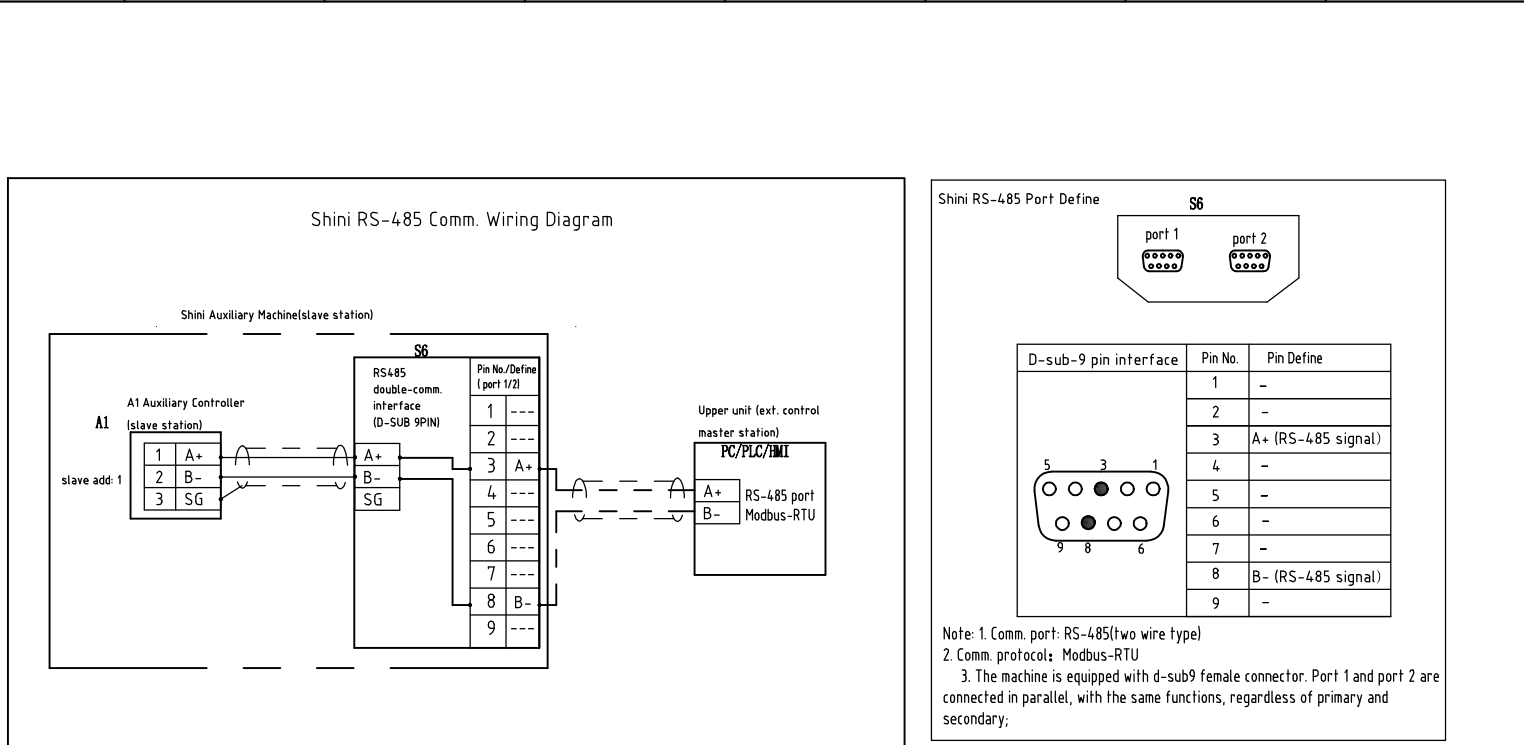 Shini RS-485 Comm. Wiring Diagram
Shini Auxiliary Machine(slave station)
S6
RS485
double-comm.
interface
(D-SUB 9PIN)
Pin No./Define
( port 1/2)
A1 Auxiliary Controller
(slave station)
A1
slave add: 1
1 A+
2 B-
3 SG
A+
B-
SG
1 ---
2 ---
3 A+
4 ---
5 ---
6 ---
7 ---
8 B-
9 ---
Upper unit (ext. control
master station)
PC/PLC/HMI
A+
B-
RS-485 port
Modbus-RTU
Shini RS-485 Port Define
S6
port 1
port 2
D-sub-9 pin interface Pin No. Pin Define
1 -
2 -
3 A+ (RS-485 signal)
4 -
5 -
6 -
7 -
8 B- (RS-485 signal)
9 -
5 3 1
9 8 6
Note: 1. Comm. port: RS-485(two wire type)
2. Comm. protocol: Modbus-RTU
3. The machine is equipped with d-sub9 female connector. Port 1 and port 2 are
connected in parallel, with the same functions, regardless of primary and
secondary;